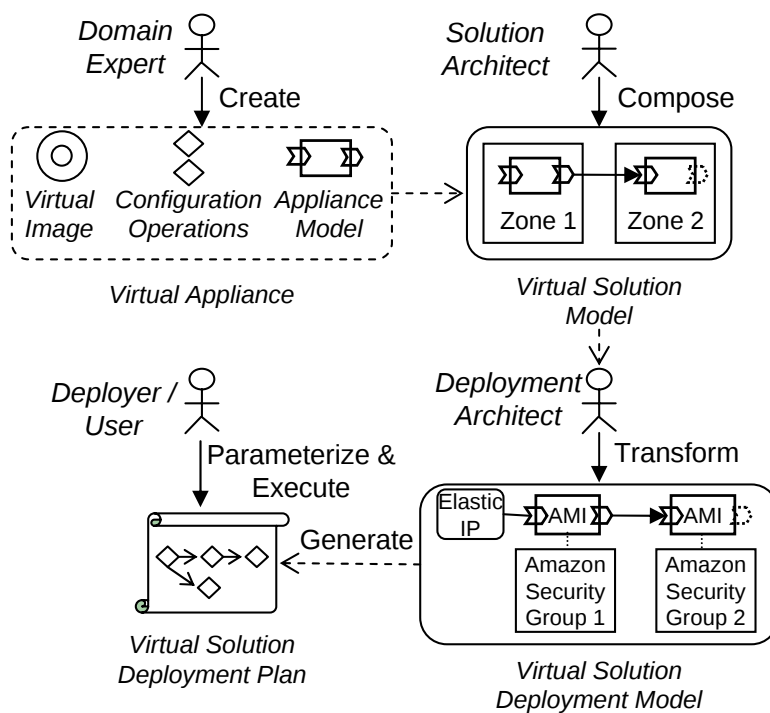 Domain
Expert
Create
Virtual
Image
Configuration
Operations
Appliance
Model
Virtual Appliance
Solution
Architect
Compose
Zone 1
Zone 2
Virtual Solution
Model
Deployment
Architect
Transform
Elastic
IP
AMI
AMI
Amazon
Security
Group 1
Amazon
Security
Group 2
Virtual Solution
Deployment Model
Generate
Deployer /
User
Parameterize &
Execute
Virtual Solution
Deployment Plan